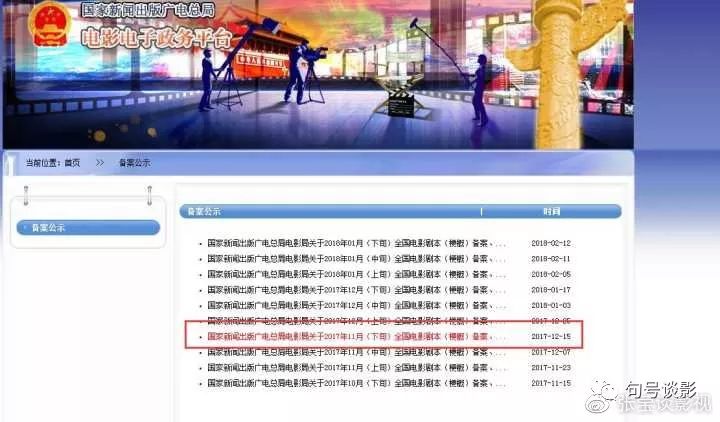 国家新闻出版广电总局
电影电子政务平台
当前位置：首页 >> 备案公示
备案公示
备案公示 | 时间
国家新闻出版广电总局电影局关于2018年01月（下旬）全国电影剧本（梗概）备案、... 2018-02-12
国家新闻出版广电总局电影局关于2018年01月（中旬）全国电影剧本（梗概）备案、... 2018-02-11
国家新闻出版广电总局电影局关于2018年01月（上旬）全国电影剧本（梗概）备案、... 2018-02-05
国家新闻出版广电总局电影局关于2017年12月（下旬）全国电影剧本（梗概）备案、... 2018-01-17
国家新闻出版广电总局电影局关于2017年12月（中旬）全国电影剧本（梗概）备案、... 2018-01-03
国家新闻出版广电总局电影局关于2017年12月（上旬）全国电影剧本（梗概）备案、... 2017-12-25
国家新闻出版广电总局电影局关于2017年11月（下旬）全国电影剧本（梗概）备案、... 2017-12-15
国家新闻出版广电总局电影局关于2017年11月（中旬）全国电影剧本（梗概）备案、... 2017-12-07
国家新闻出版广电总局电影局关于2017年11月（上旬）全国电影剧本（梗概）备案、... 2017-11-23
国家新闻出版广电总局电影局关于2017年10月（下旬）全国电影剧本（梗概）备案、... 2017-11-15
句号谈影
张宝谈影视